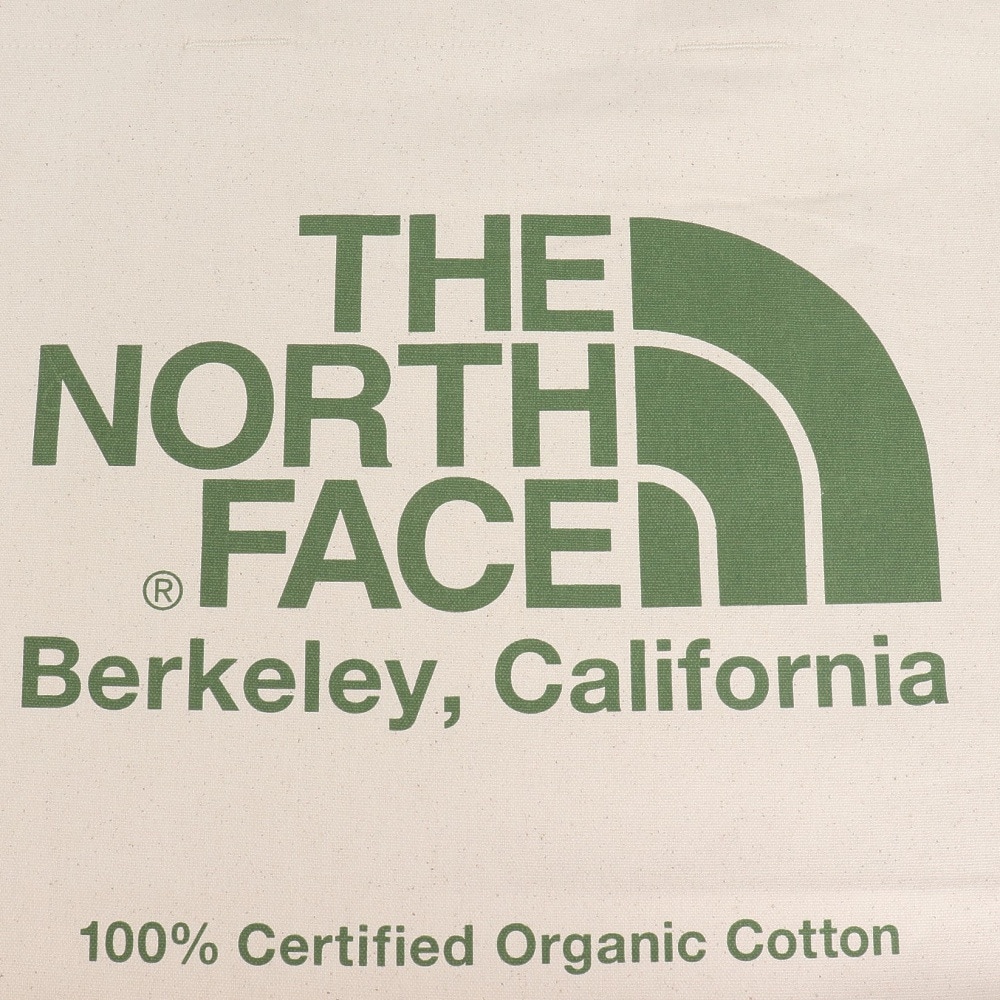 THE
NORTH
® FACE
Berkeley, California
100% Certified Organic Cotton